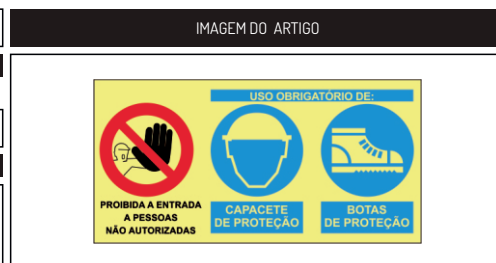 IMAGEM DO ARTIGO
USO OBRIGATÓRIO DE:
PROIBIDA A ENTRADA
A PESSOAS
NÃO AUTORIZADAS
CAPACETE
DE PROTEÇÃO
BOTAS
DE PROTEÇÃO